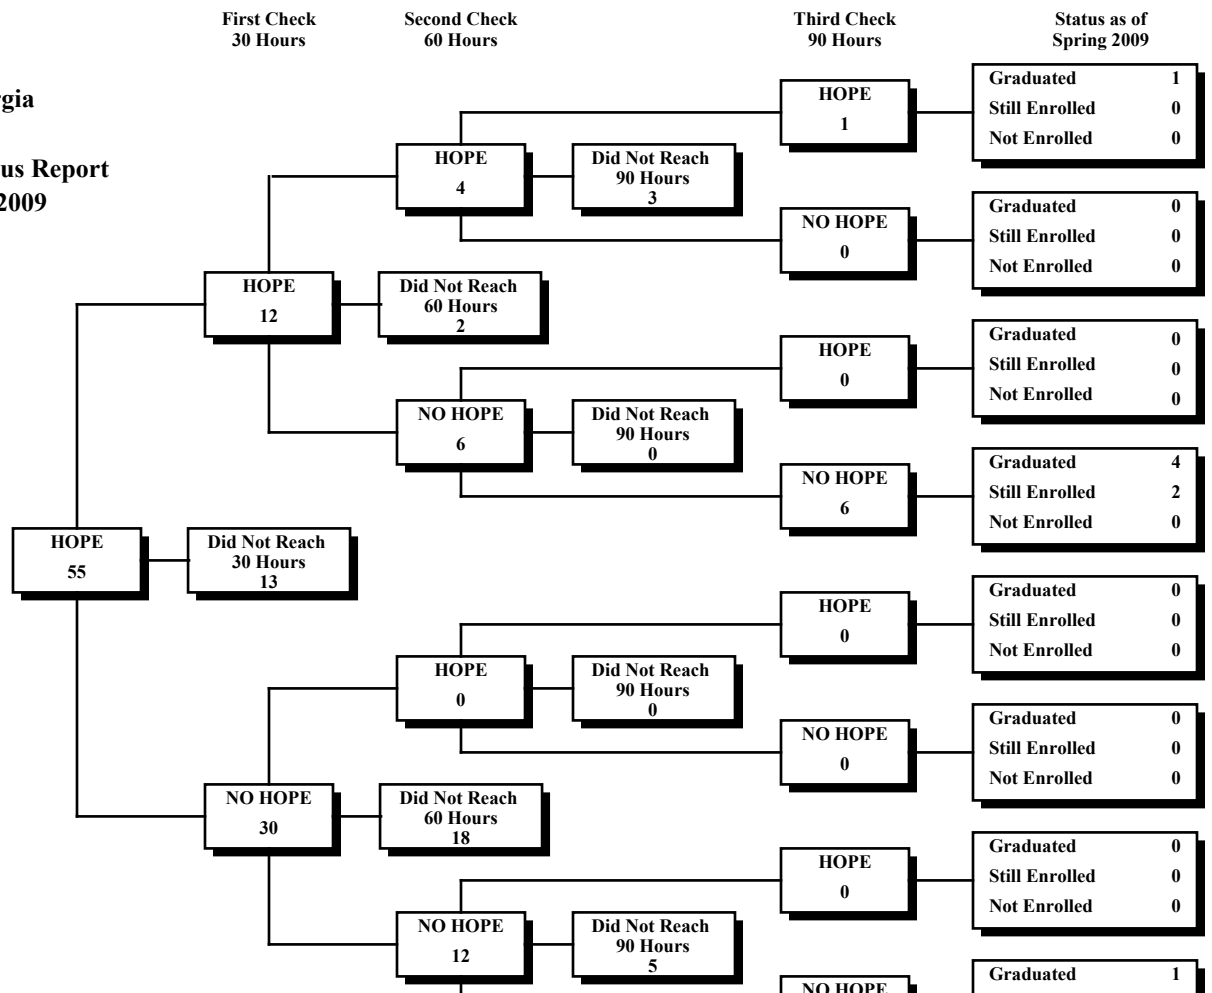 First Check
30 Hours
Second Check
60 Hours
Third Check
90 Hours
Status as of
Spring 2009
Report
2009
HOPE
55
Did Not Reach
30 Hours
13
HOPE
12
Did Not Reach
60 Hours
2
HOPE
4
Did Not Reach
90 Hours
3
HOPE
1
Graduated 1
Still Enrolled 0
Not Enrolled 0
NO HOPE
0
Graduated 0
Still Enrolled 0
Not Enrolled 0
NO HOPE
6
Did Not Reach
90 Hours
0
HOPE
0
Graduated 0
Still Enrolled 0
Not Enrolled 0
NO HOPE
6
Graduated 4
Still Enrolled 2
Not Enrolled 0
NO HOPE
30
Did Not Reach
60 Hours
18
HOPE
0
Did Not Reach
90 Hours
0
HOPE
0
Graduated 0
Still Enrolled 0
Not Enrolled 0
NO HOPE
0
Graduated 0
Still Enrolled 0
Not Enrolled 0
NO HOPE
12
Did Not Reach
90 Hours
5
HOPE
0
Graduated 0
Still Enrolled 0
Not Enrolled 0
NO HOPE
Graduated 1